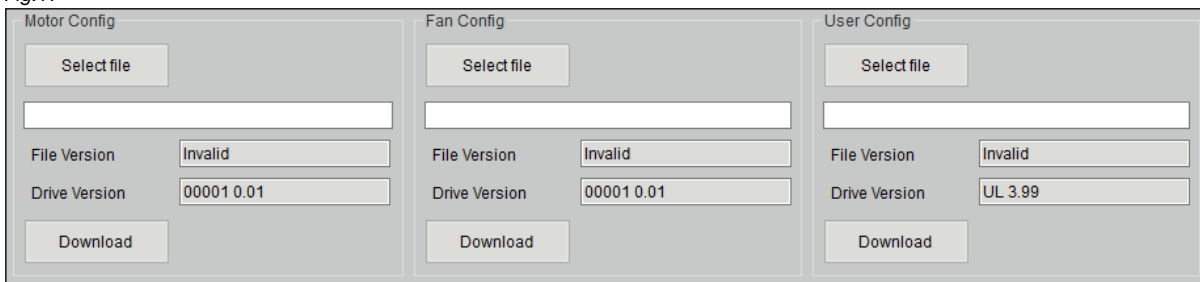 Motor Config
Select file
File Version Invalid
Drive Version 00001 0.01
Download
Fan Config
Select file
File Version Invalid
Drive Version 00001 0.01
Download
User Config
Select file
File Version Invalid
Drive Version UL 3.99
Download